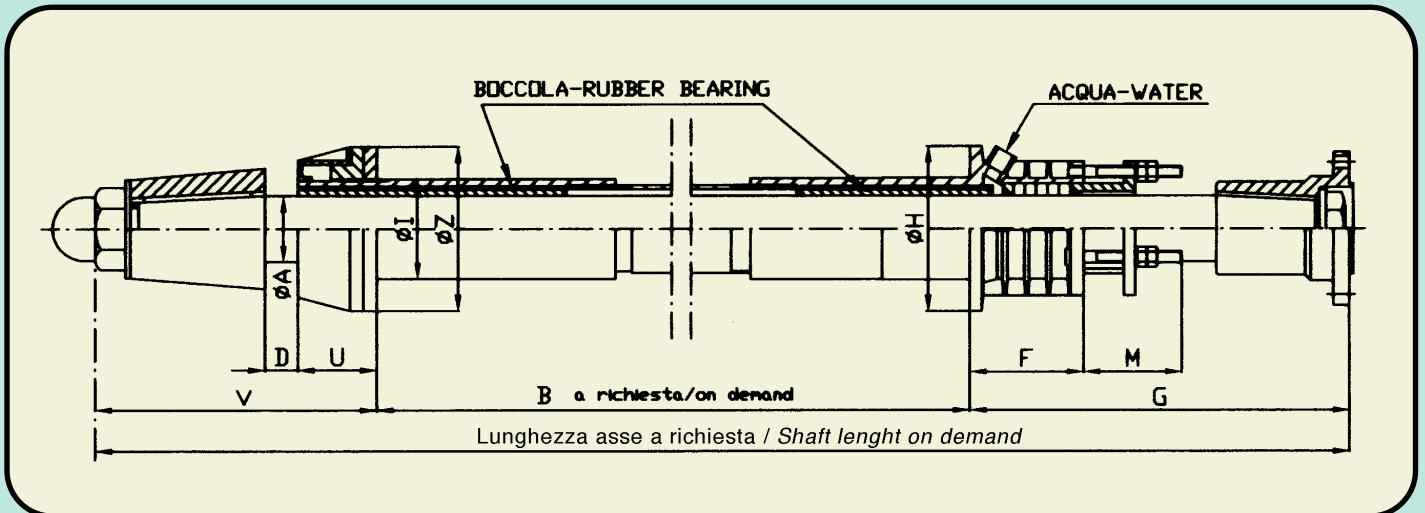 BOCCOLA-RUBBER BEARING
ACQUA-WATER
ØI
ØZ
ØH
ØA
D
U
F
M
V
B a richiesta/on demand
G
Lunghezza asse a richiesta / Shaft lenght on demand